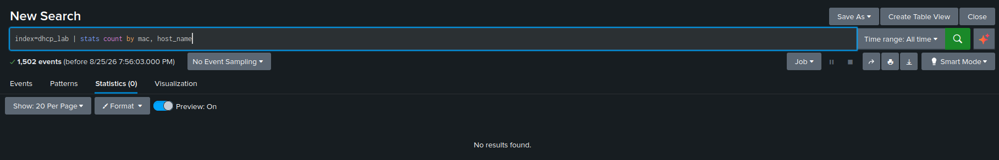 New Search
Save As
Create Table View
Close
index=dhcp_lab | stats count by mac, host_name
Time range: All time
1,502 events (before 8/25/26 7:56:03.000 PM)
No Event Sampling
Job
Smart Mode
Events
Patterns
Statistics (0)
Visualization
Show: 20 Per Page
Format
Preview: On
No results found.